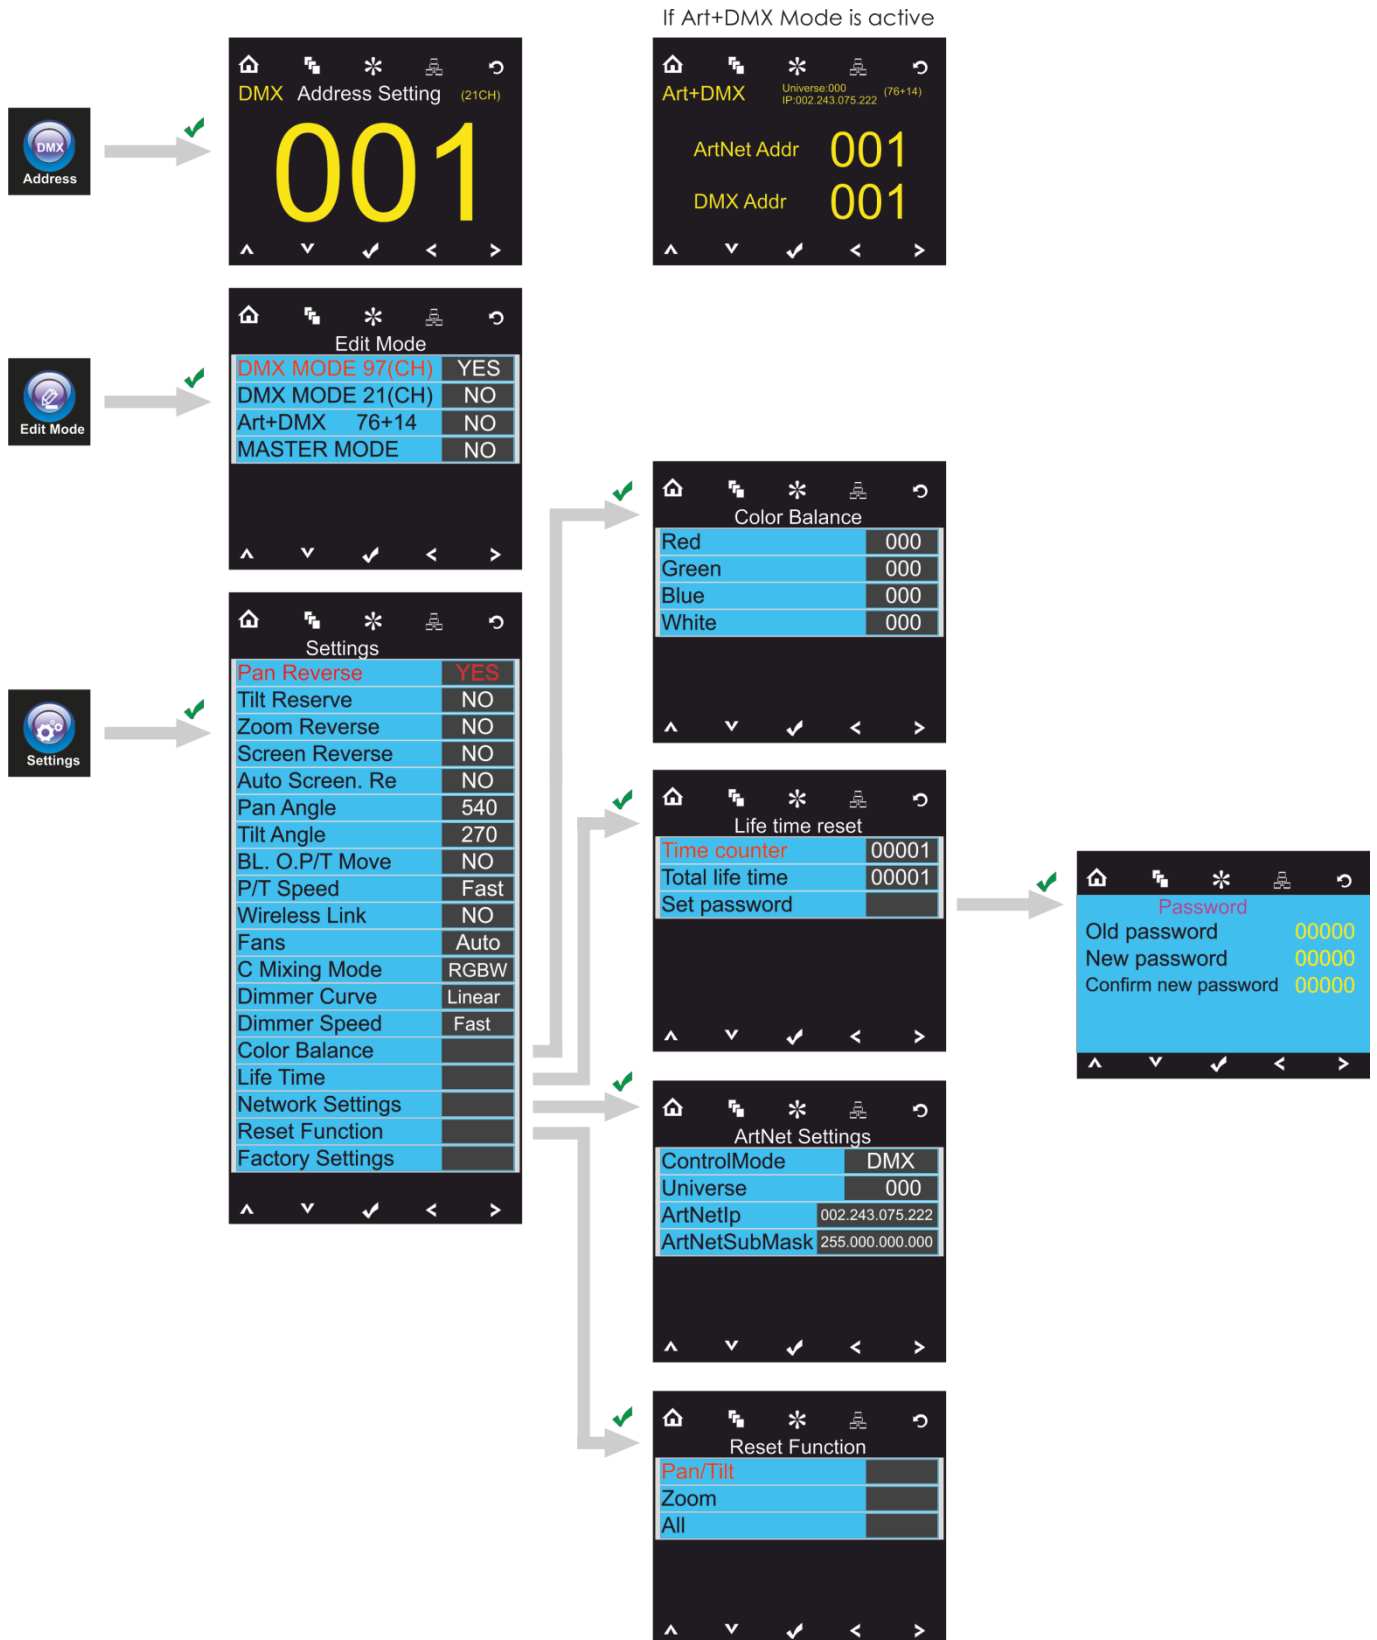 If Art+DMX Mode is active
DMX Address Setting (21CH)
001
Art+DMX Universe:000 (76+14)
IP:002.243.075.222
ArtNet Addr 001
DMX Addr 001
DMX
Address
Edit Mode
DMX MODE 97(CH) YES
DMX MODE 21(CH) NO
Art+DMX 76+14 NO
MASTER MODE NO
Edit Mode
Settings
Pan Reverse YES
Tilt Reserve NO
Zoom Reverse NO
Screen Reverse NO
Auto Screen. Re NO
Pan Angle 540
Tilt Angle 270
BL. O.P/T Move NO
P/T Speed Fast
Wireless Link NO
Fans Auto
C Mixing Mode RGBW
Dimmer Curve Linear
Dimmer Speed Fast
Color Balance
Life Time
Network Settings
Reset Function
Factory Settings
Settings
Color Balance
Red 000
Green 000
Blue 000
White 000
Life time reset
Time counter 00001
Total life time 00001
Set password
Password
Old password 00000
New password 00000
Confirm new password 00000
ArtNet Settings
ControlMode DMX
Universe 000
ArtNetIp 002.243.075.222
ArtNetSubMask 255.000.000.000
Reset Function
Pan/Tilt
Zoom
All